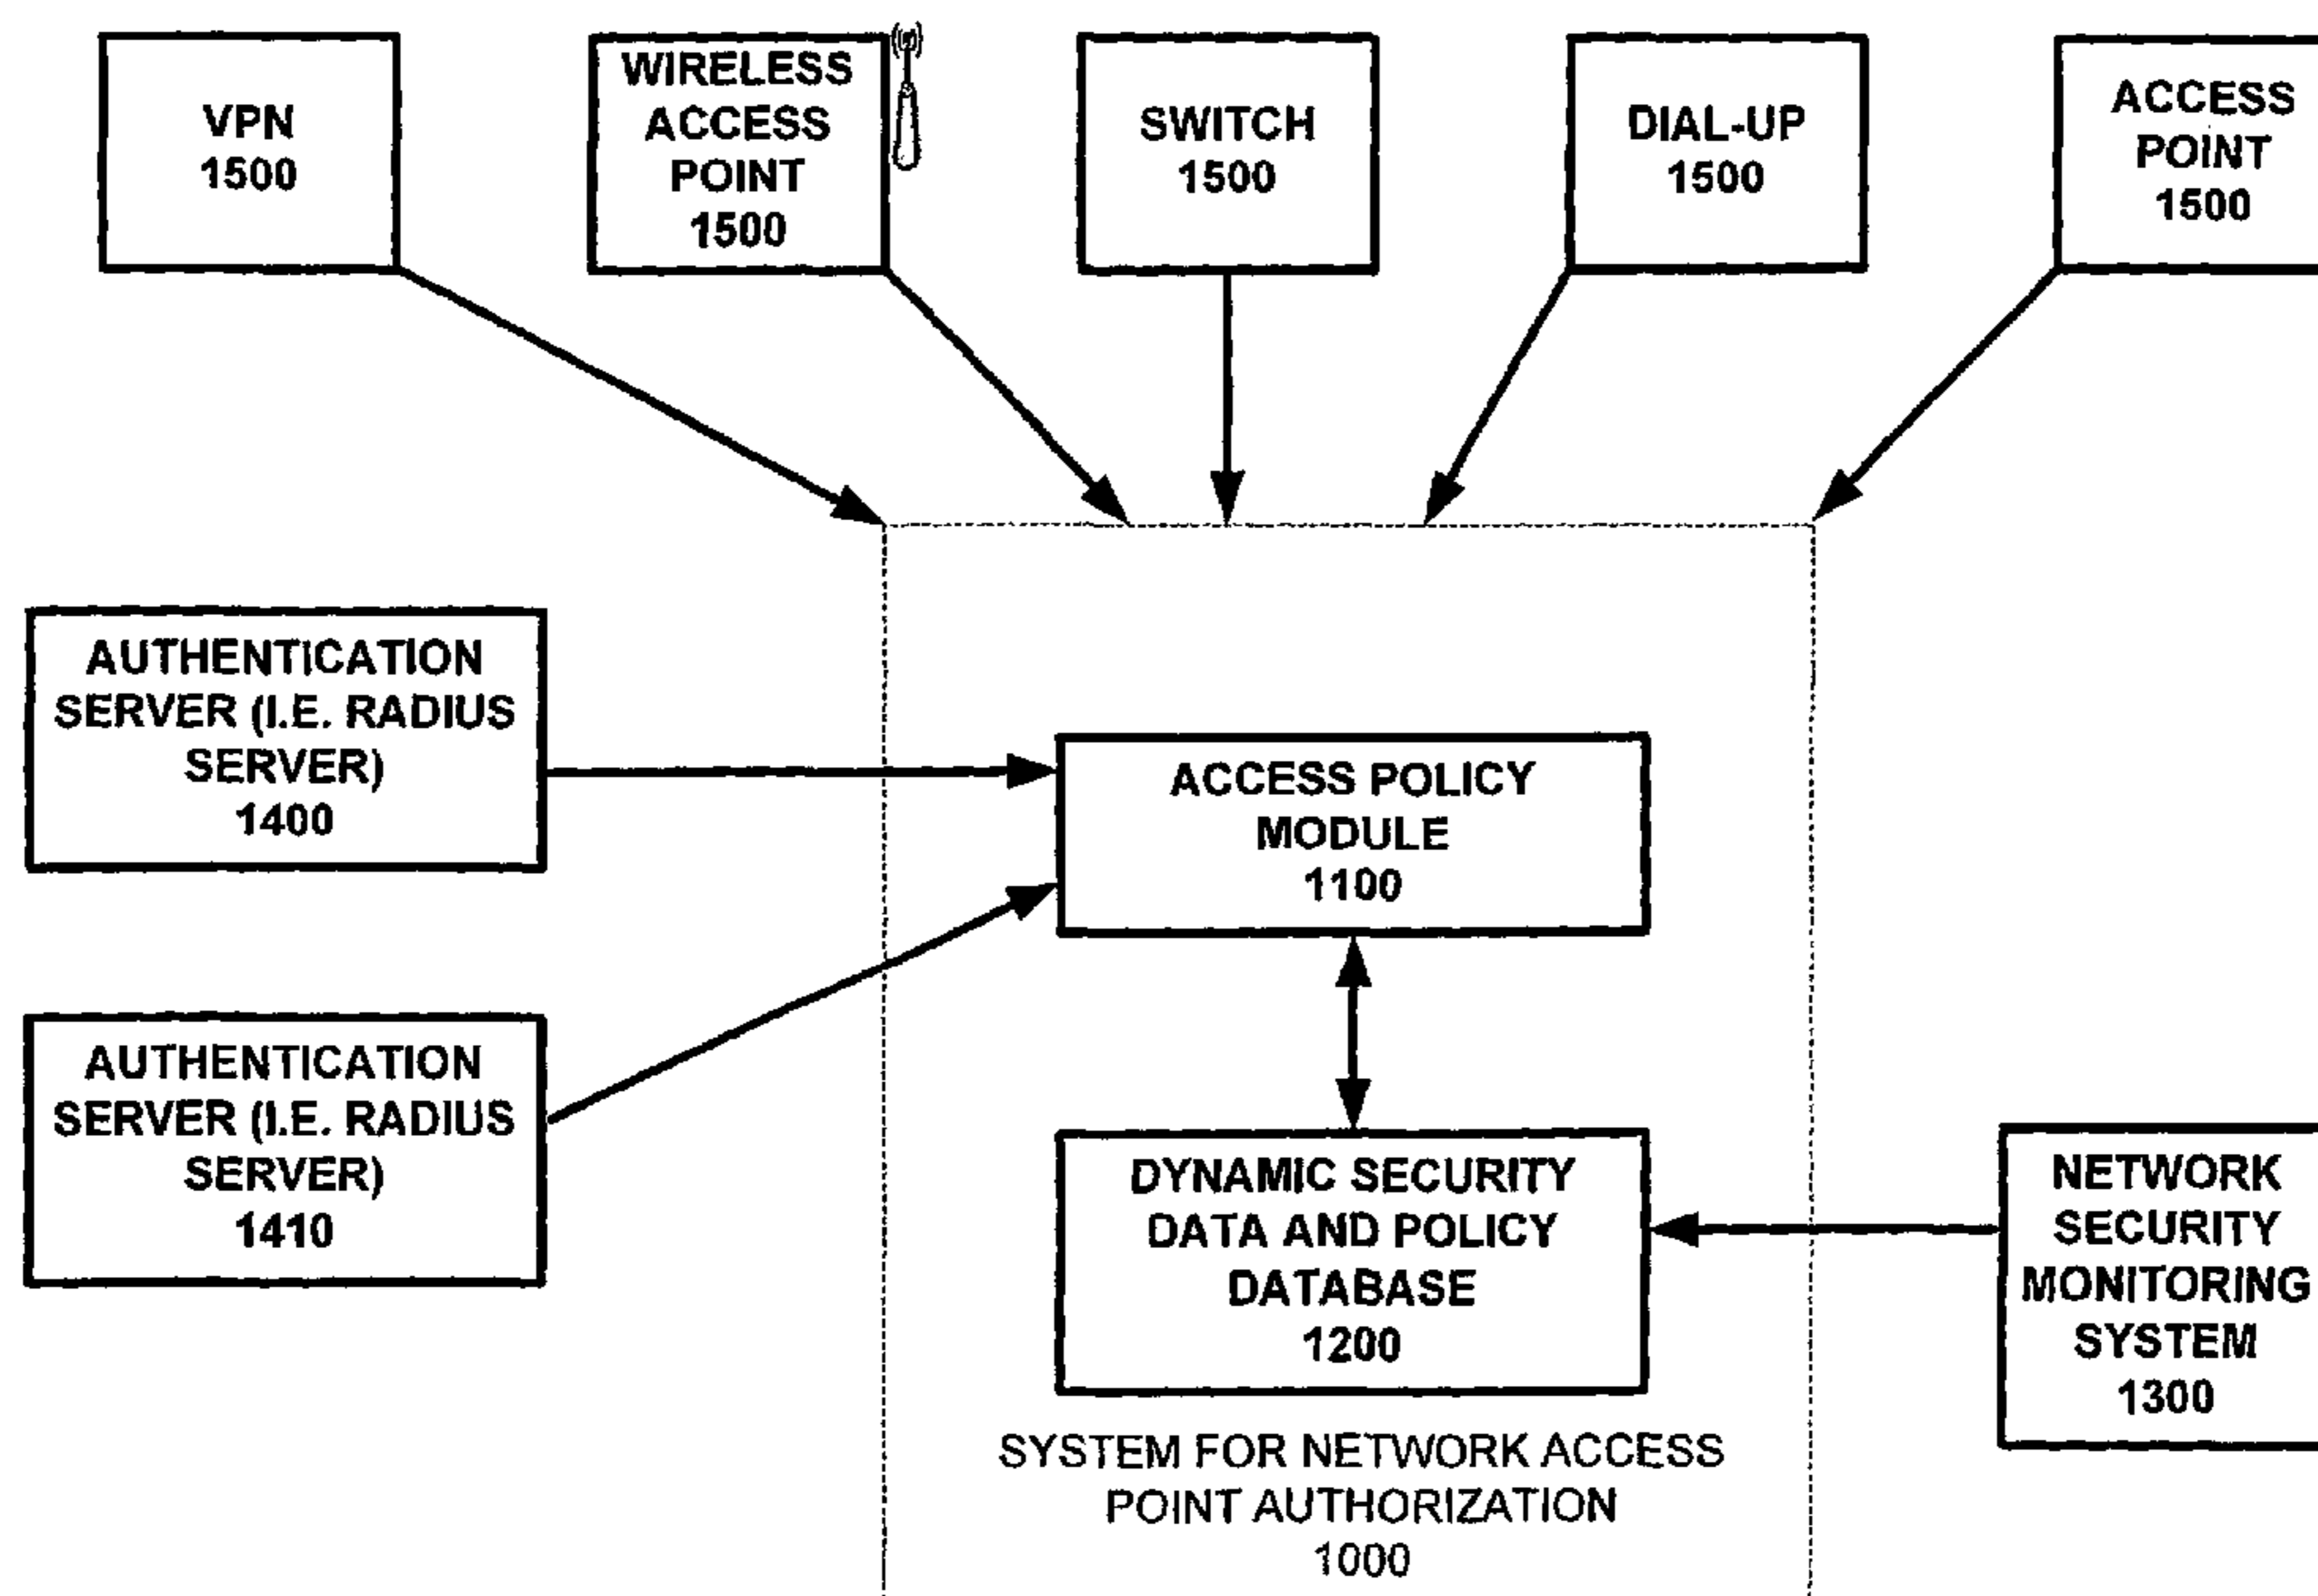 VPN
1500
WIRELESS
ACCESS
POINT
1500
SWITCH
1500
DIAL-UP
1500
ACCESS
POINT
1500
AUTHENTICATION
SERVER (I.E. RADIUS
SERVER)
1400
ACCESS POLICY
MODULE
1100
AUTHENTICATION
SERVER (I.E. RADIUS
SERVER)
1410
DYNAMIC SECURITY
DATA AND POLICY
DATABASE
1200
NETWORK
SECURITY
MONITORING
SYSTEM
1300
SYSTEM FOR NETWORK ACCESS
POINT AUTHORIZATION
1000